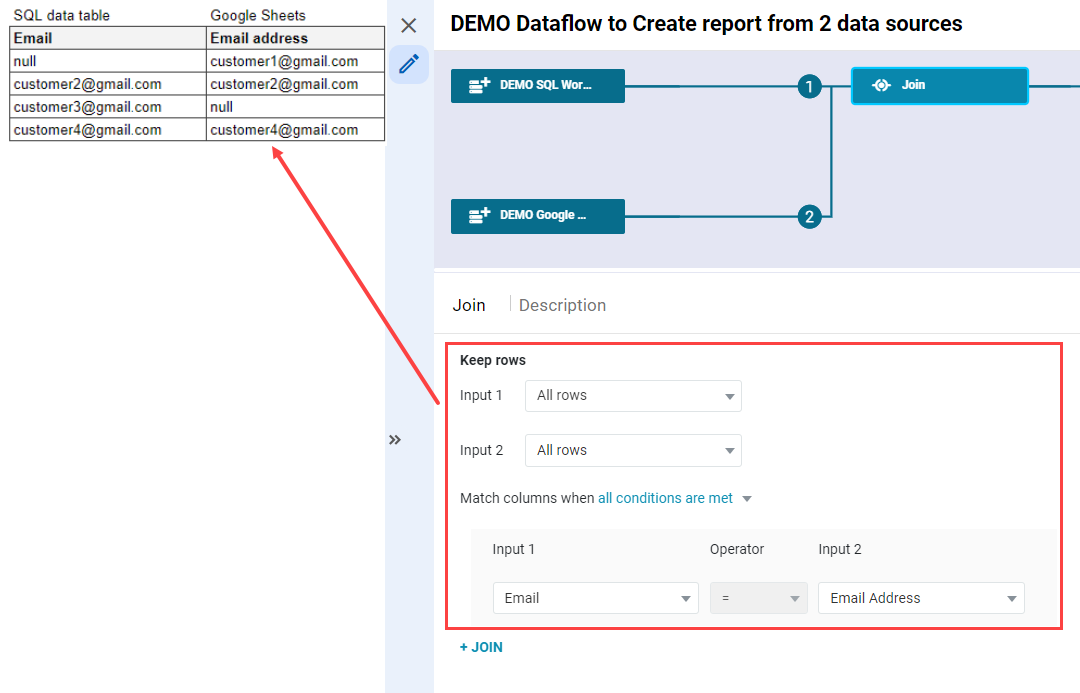 SQL data table Google Sheets
Email Email address
null customer1@gmail.com
customer2@gmail.com customer2@gmail.com
customer3@gmail.com null
customer4@gmail.com customer4@gmail.com
DEMO Dataflow to Create report from 2 data sources
DEMO SQL Wor... 1 Join
DEMO Google ... 2
Join Description
Keep rows
Input 1 All rows
Input 2 All rows
Match columns when all conditions are met
Input 1 Operator Input 2
Email = Email Address
+ JOIN